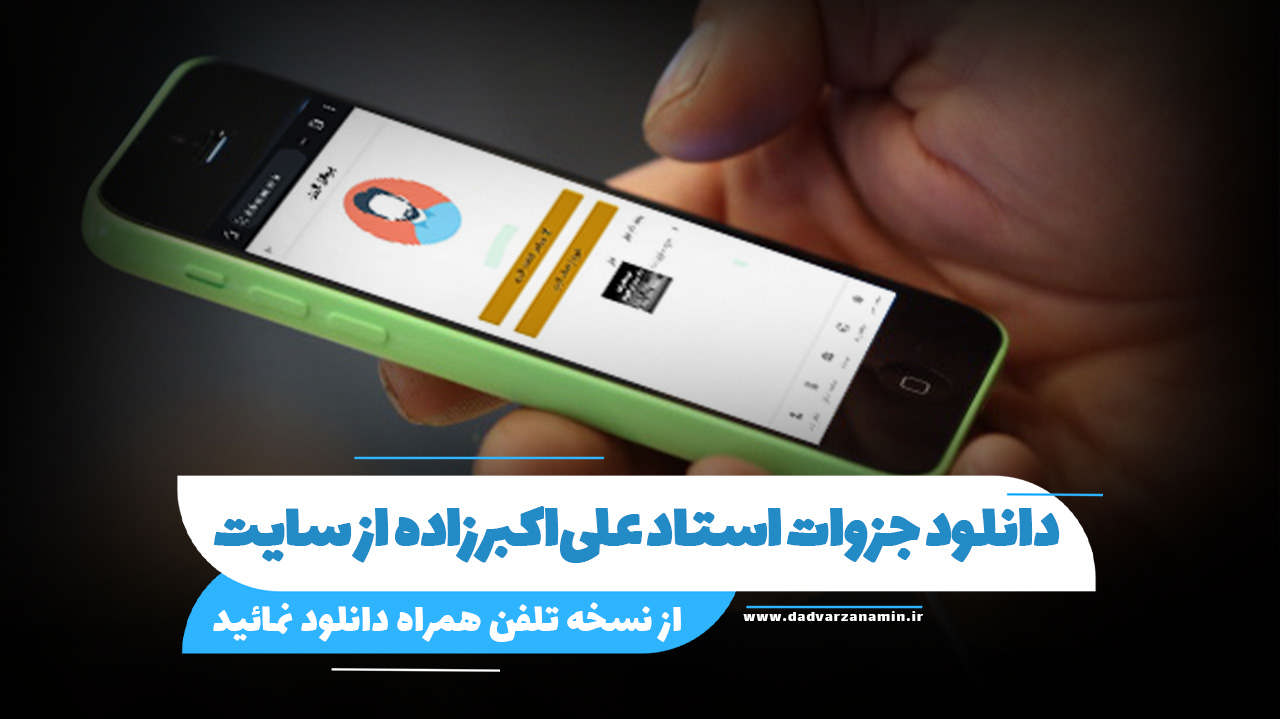 دانلود جزوات استاد علی‌اکبرزاده از سایت
از نسخه تلفن همراه دانلود نمائید
www.dadvarzanamin.ir